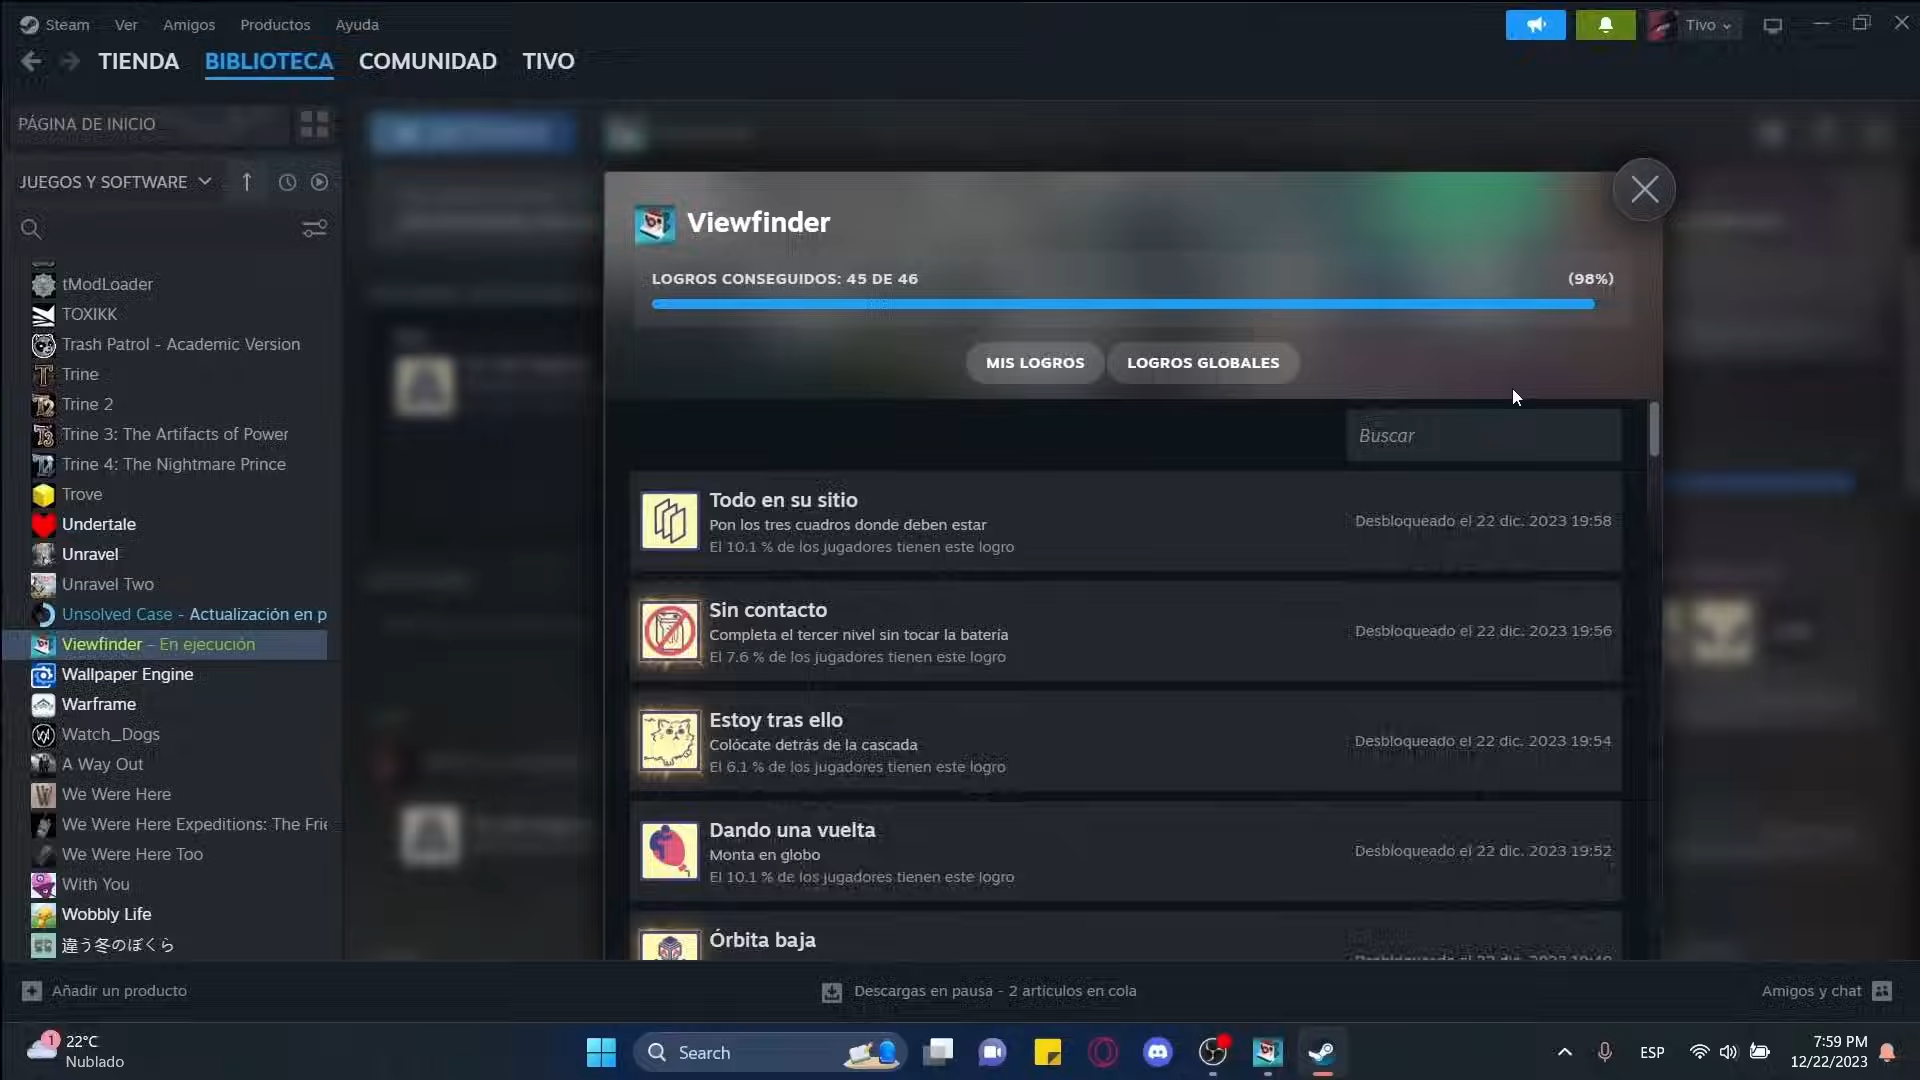 Steam Ver Amigos Productos Ayuda
Tivo
TIENDA BIBLIOTECA COMUNIDAD TIVO
PÁGINA DE INICIO
JUEGOS Y SOFTWARE
tModLoader
TOXIKK
Trash Patrol - Academic Version
Trine
Trine 2
Trine 3: The Artifacts of Power
Trine 4: The Nightmare Prince
Trove
Undertale
Unravel
Unravel Two
Unsolved Case - Actualización en p
Viewfinder - En ejecución
Wallpaper Engine
Warframe
Watch_Dogs
A Way Out
We Were Here
We Were Here Expeditions: The Frie
We Were Here Too
With You
Wobbly Life
違う冬のぼくら
Viewfinder
LOGROS CONSEGUIDOS: 45 DE 46 (98%)
MIS LOGROS LOGROS GLOBALES
Buscar
Todo en su sitio
Pon los tres cuadros donde deben estar
El 10.1 % de los jugadores tienen este logro
Desbloqueado el 22 dic. 2023 19:58
Sin contacto
Completa el tercer nivel sin tocar la batería
El 7.6 % de los jugadores tienen este logro
Desbloqueado el 22 dic. 2023 19:56
Estoy tras ello
Colócate detrás de la cascada
El 6.1 % de los jugadores tienen este logro
Desbloqueado el 22 dic. 2023 19:54
Dando una vuelta
Monta en globo
El 10.1 % de los jugadores tienen este logro
Desbloqueado el 22 dic. 2023 19:52
Órbita baja
Añadir un producto
Descargas en pausa - 2 artículos en cola
Amigos y chat
1
22°C
Nublado
Search
ESP
7:59 PM
12/22/2023